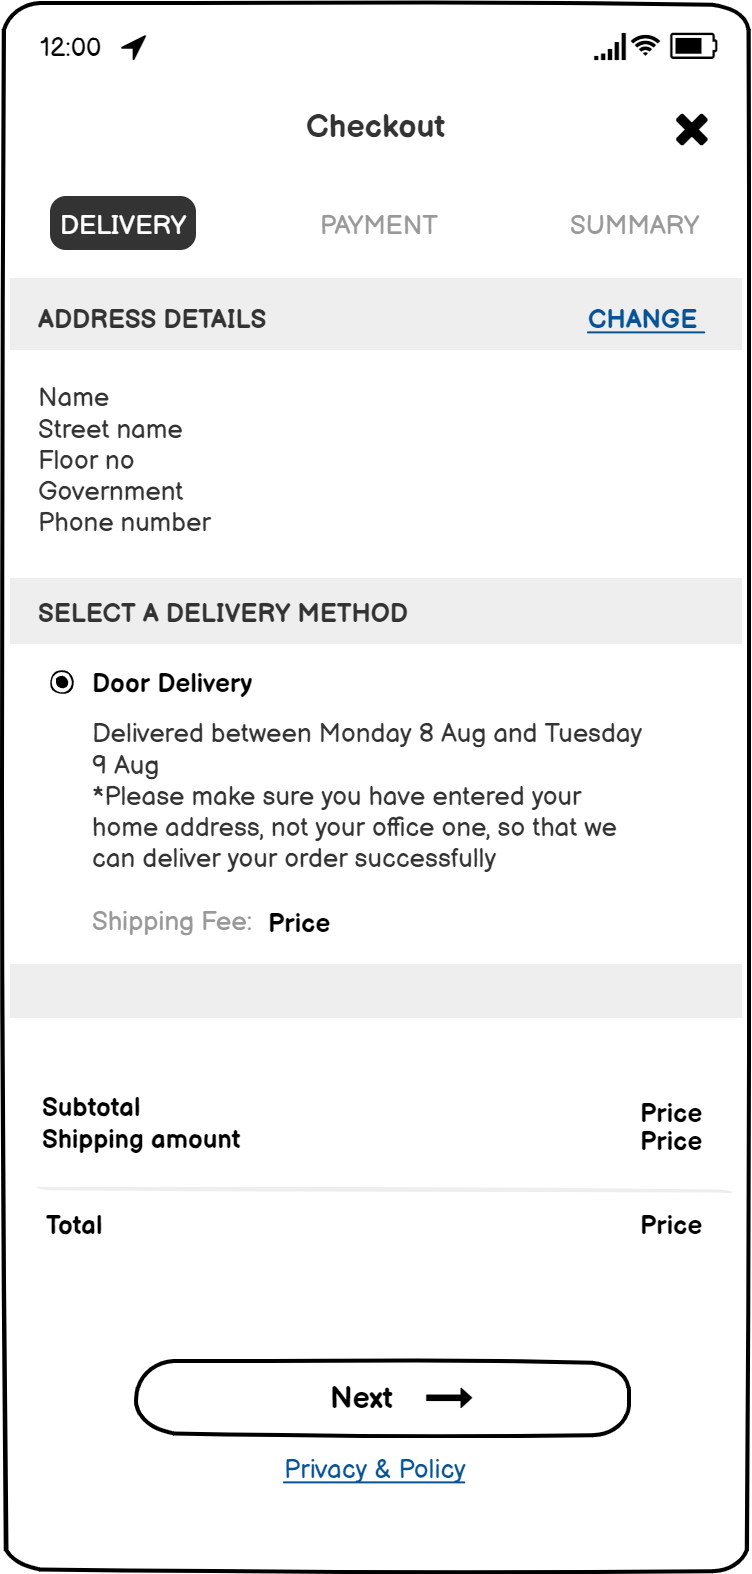 12:00
Checkout
DELIVERY PAYMENT SUMMARY
ADDRESS DETAILS CHANGE
Name
Street name
Floor no
Government
Phone number
SELECT A DELIVERY METHOD
Door Delivery
Delivered between Monday 8 Aug and Tuesday
9 Aug
*Please make sure you have entered your
home address, not your office one, so that we
can deliver your order successfully
Shipping Fee: Price
Subtotal Price
Shipping amount Price
Total Price
Next
Privacy & Policy